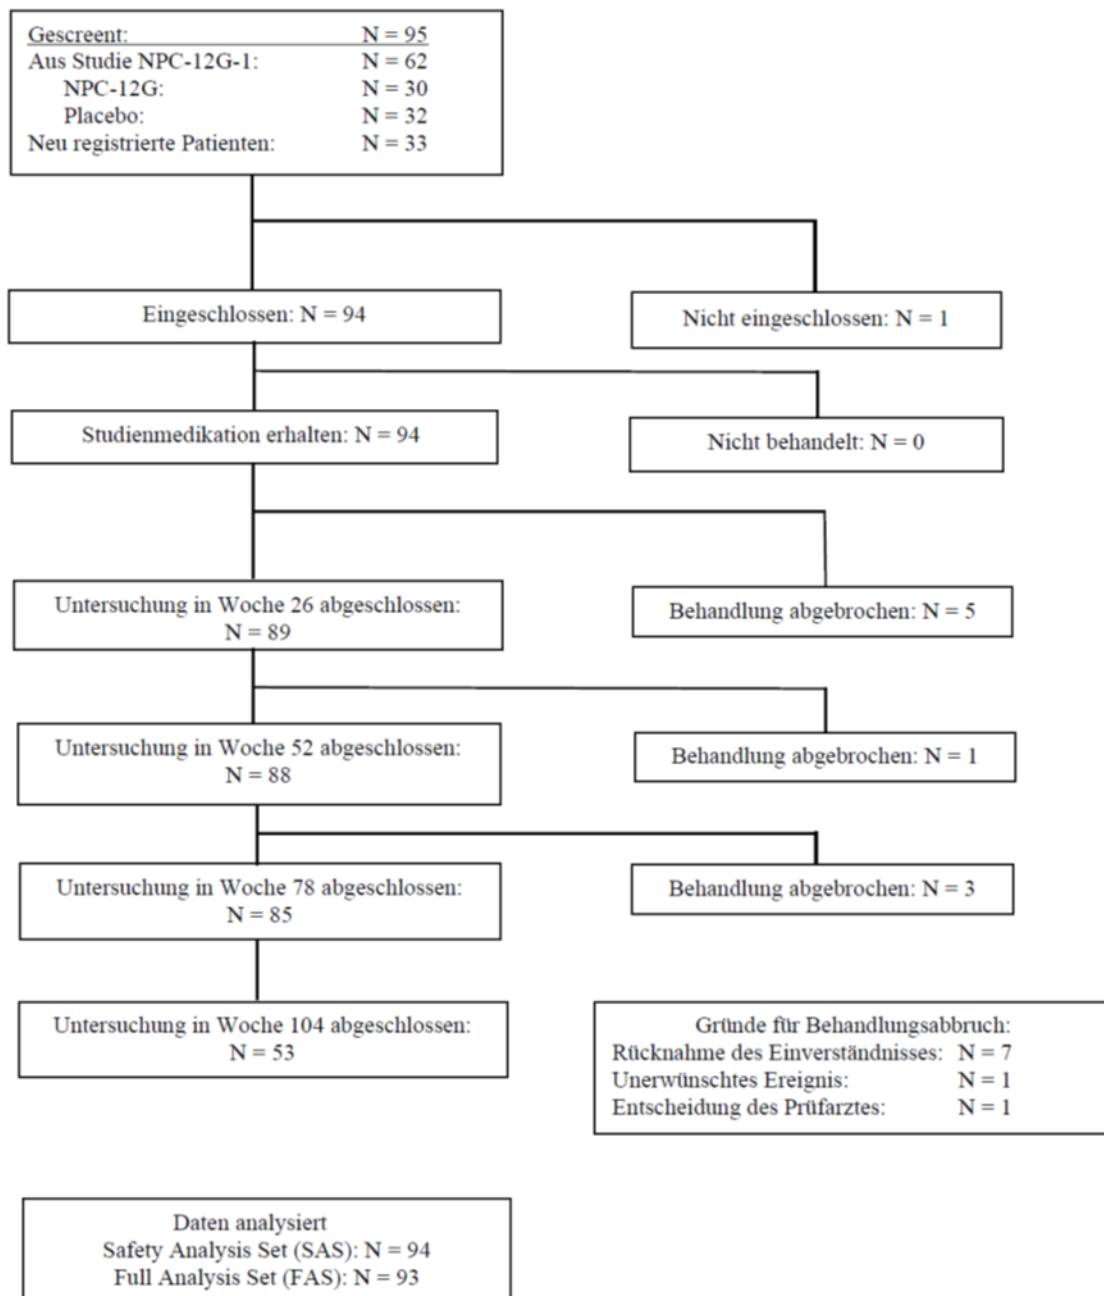 Gescreent: N = 95
Aus Studie NPC-12G-1: N = 62
NPC-12G: N = 30
Placebo: N = 32
Neu registrierte Patienten: N = 33
Eingeschlossen: N = 94
Nicht eingeschlossen: N = 1
Studienmedikation erhalten: N = 94
Nicht behandelt: N = 0
Untersuchung in Woche 26 abgeschlossen:
N = 89
Behandlung abgebrochen: N = 5
Untersuchung in Woche 52 abgeschlossen:
N = 88
Behandlung abgebrochen: N = 1
Untersuchung in Woche 78 abgeschlossen:
N = 85
Behandlung abgebrochen: N = 3
Untersuchung in Woche 104 abgeschlossen:
N = 53
Gründe für Behandlungsabbruch:
Rücknahme des Einverständnisses: N = 7
Unerwünschtes Ereignis: N = 1
Entscheidung des Prüfarztes: N = 1
Daten analysiert
Safety Analysis Set (SAS): N = 94
Full Analysis Set (FAS): N = 93